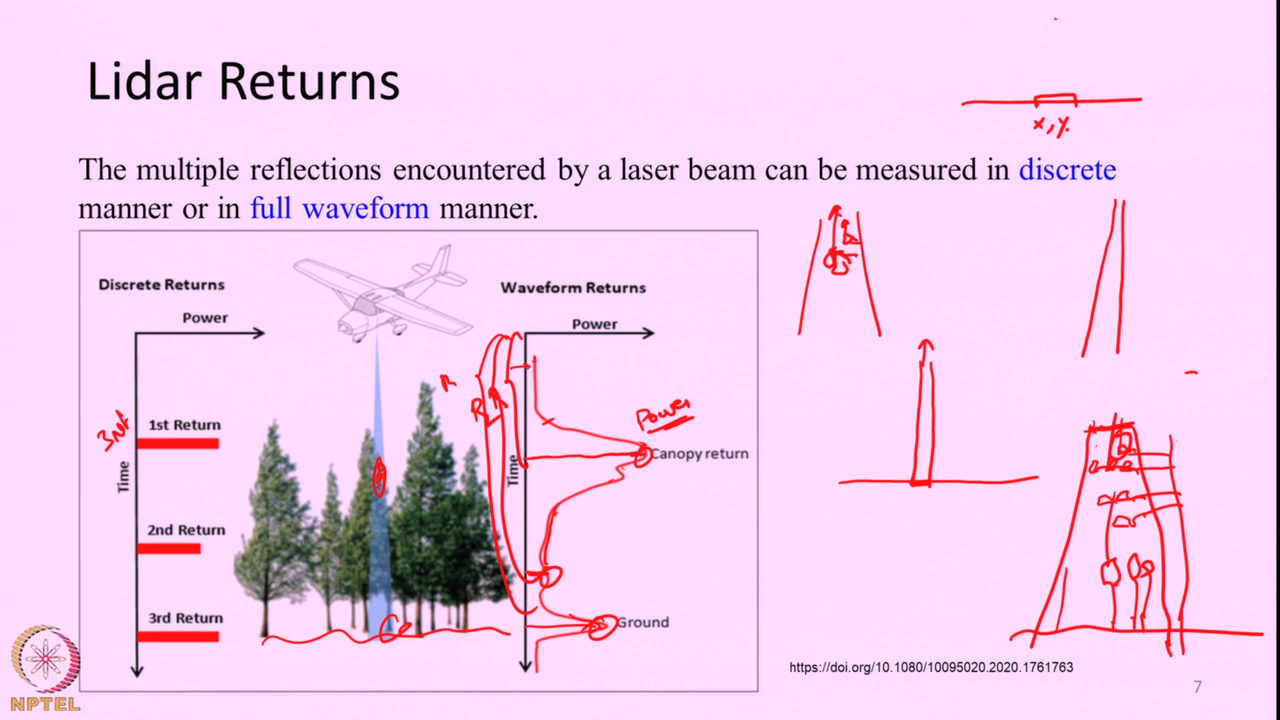 Lidar Returns
x, y.
The multiple reflections encountered by a laser beam can be measured in discrete
manner or in full waveform manner.
Discrete Returns
Power
1st Return
2nd Return
3rd Return
Time
Waveform Returns
Power
Time
R
Power
Canopy return
Ground
https://doi.org/10.1080/10095020.2020.1761763
7
NPTEL